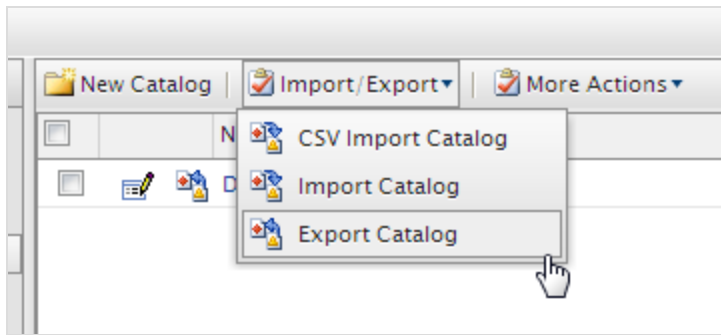 New Catalog Import/Export More Actions
N
CSV Import Catalog
D
Import Catalog
Export Catalog